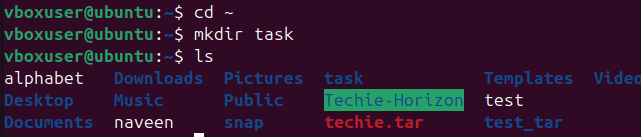 vboxuser@ubuntu:~$ cd ~
vboxuser@ubuntu:~$ mkdir task
vboxuser@ubuntu:~$ ls
alphabet Downloads Pictures task Templates Video
Desktop Music Public Techie-Horizon test
Documents naveen snap techie.tar test_tar